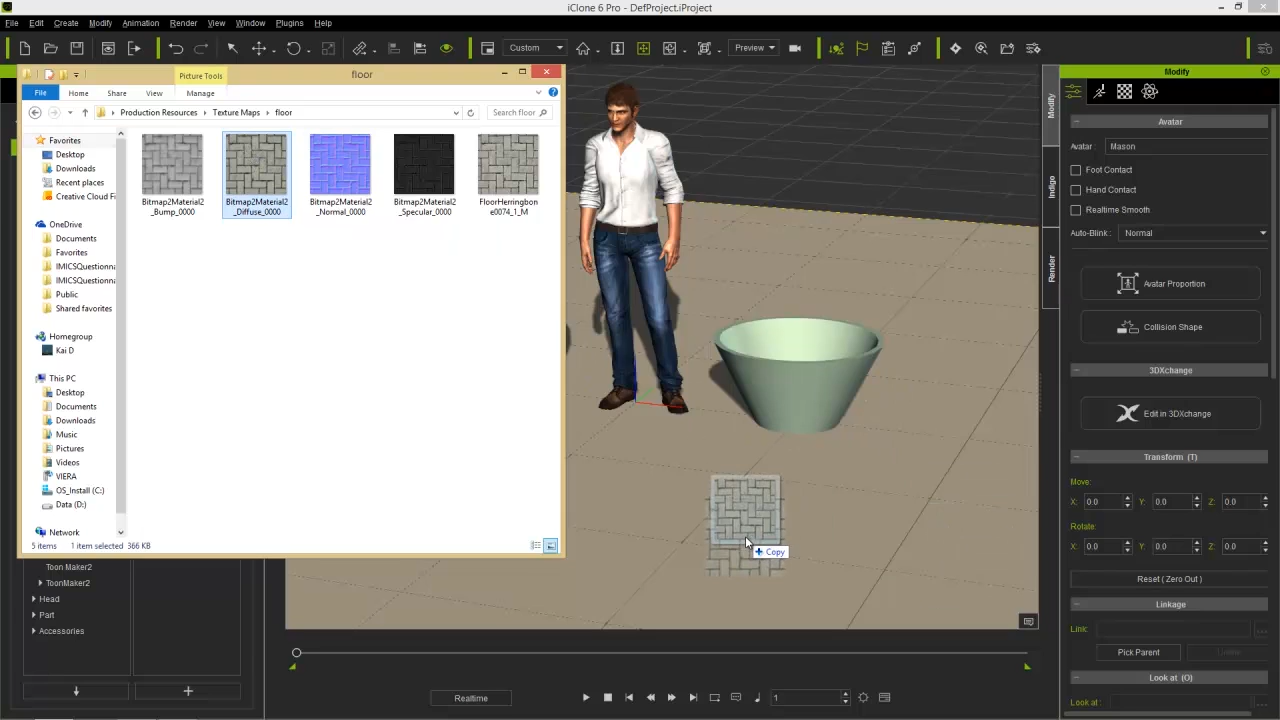 iClone 6 Pro - DefProject.iProject
File Edit Create Modify Animation Render View Window Plugins Help
Custom
Preview
Picture Tools
floor
File Home Share View Manage
Production Resources Texture Maps floor
Search floor
Favorites
Desktop
Downloads
Recent places
Creative Cloud Fi
OneDrive
Documents
Favorites
IMICSQuestionna
IMICSQuestionna
Public
Shared favorites
Homegroup
Kai D
This PC
Desktop
Documents
Downloads
Music
Pictures
Videos
VIERA
OS_Install (C:)
Data (D:)
Network
Bitmap2Material2
_Bump_0000
Bitmap2Material2
_Diffuse_0000
Bitmap2Material2
_Normal_0000
Bitmap2Material2
_Specular_0000
FloorHerringbon
e0074_1_M
5 items 1 item selected 366 KB
Toon Maker2
ToonMaker2
Head
Part
Accessories
Copy
Realtime
1
Modify
Indigo
Render
Modify
Avatar
Avatar : Mason
Foot Contact
Hand Contact
Realtime Smooth
Auto-Blink : Normal
Avatar Proportion
Collision Shape
3DXchange
Edit in 3DXchange
Transform (T)
Move:
X: 0.0 Y: 0.0 Z: 0.0
Rotate:
X: 0.0 Y: 0.0 Z: 0.0
Reset ( Zero Out )
Linkage
Link:
Pick Parent
Look at (O)
Look at :